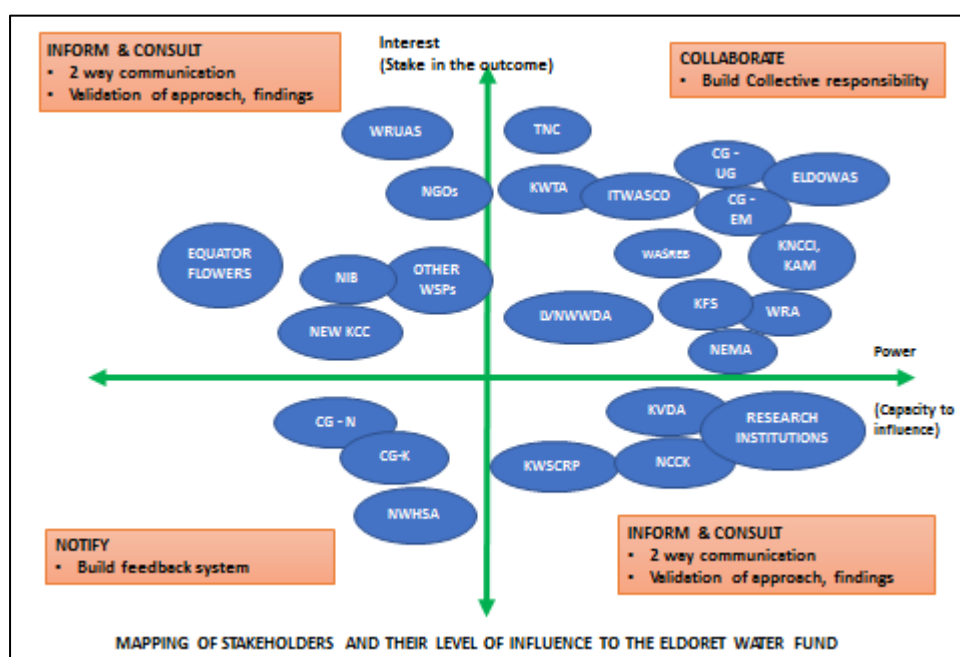 INFORM & CONSULT
• 2 way communication
• Validation of approach, findings
Interest
(Stake in the outcome)
COLLABORATE
• Build Collective responsibility
WRUAS
TNC
CG -
UG
ELDOWAS
NGOs
KWTA
ITWASCO
CG -
EM
EQUATOR
FLOWERS
NIB
OTHER
WSPs
WASREB
KNCCI,
KAM
NEW KCC
LVNWWDA
KFS
WRA
NEMA
Power
(Capacity to
influence)
CG - N
CG-K
NWHSA
KVDA
RESEARCH
INSTITUTIONS
KWSCRP
NCCK
NOTIFY
• Build feedback system
INFORM & CONSULT
• 2 way communication
• Validation of approach, findings
MAPPING OF STAKEHOLDERS AND THEIR LEVEL OF INFLUENCE TO THE ELDORET WATER FUND